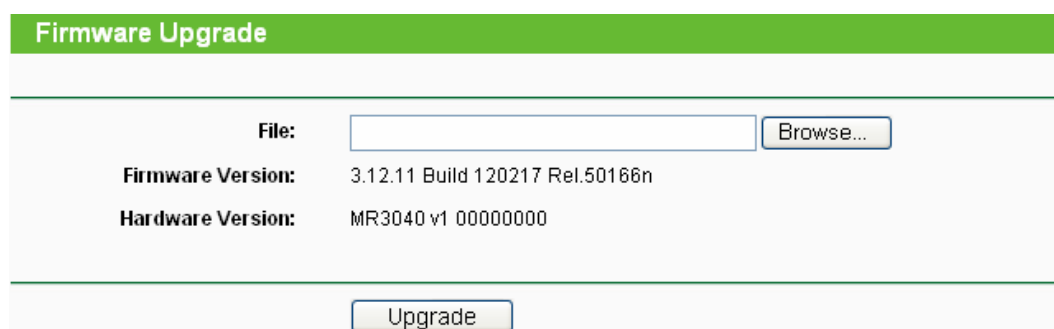 Firmware Upgrade
File: Browse...
Firmware Version: 3.12.11 Build 120217 Rel.50166n
Hardware Version: MR3040 v1 00000000
Upgrade